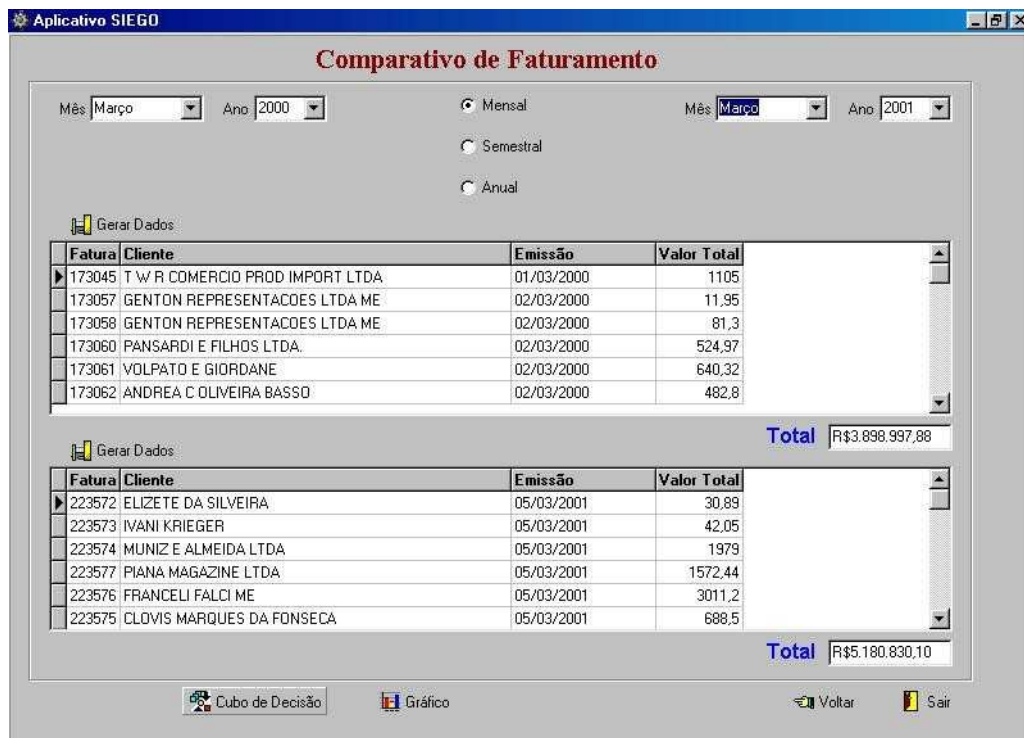 Aplicativo SIEGO
Comparativo de Faturamento
Mês Março Ano 2000 Mensal Mês Março Ano 2001
Semestral
Anual
Gerar Dados
Fatura Cliente Emissão Valor Total
173045 T W R COMERCIO PROD IMPORT LTDA 01/03/2000 1105
173057 GENTON REPRESENTACOES LTDA ME 02/03/2000 11,95
173058 GENTON REPRESENTACOES LTDA ME 02/03/2000 81,3
173060 PANSARDI E FILHOS LTDA. 02/03/2000 524,97
173061 VOLPATO E GIORDANE 02/03/2000 640,32
173062 ANDREA C OLIVEIRA BASSO 02/03/2000 482,8
Total R$3.898.997,88
Gerar Dados
Fatura Cliente Emissão Valor Total
223572 ELIZETE DA SILVEIRA 05/03/2001 30,89
223573 IVANI KRIEGER 05/03/2001 42,05
223574 MUNIZ E ALMEIDA LTDA 05/03/2001 1979
223577 PIANA MAGAZINE LTDA 05/03/2001 1572,44
223576 FRANCELI FALCI ME 05/03/2001 3011,2
223575 CLOVIS MARQUES DA FONSECA 05/03/2001 688,5
Total R$5.180.830,10
Cubo de Decisão Gráfico Voltar Sair